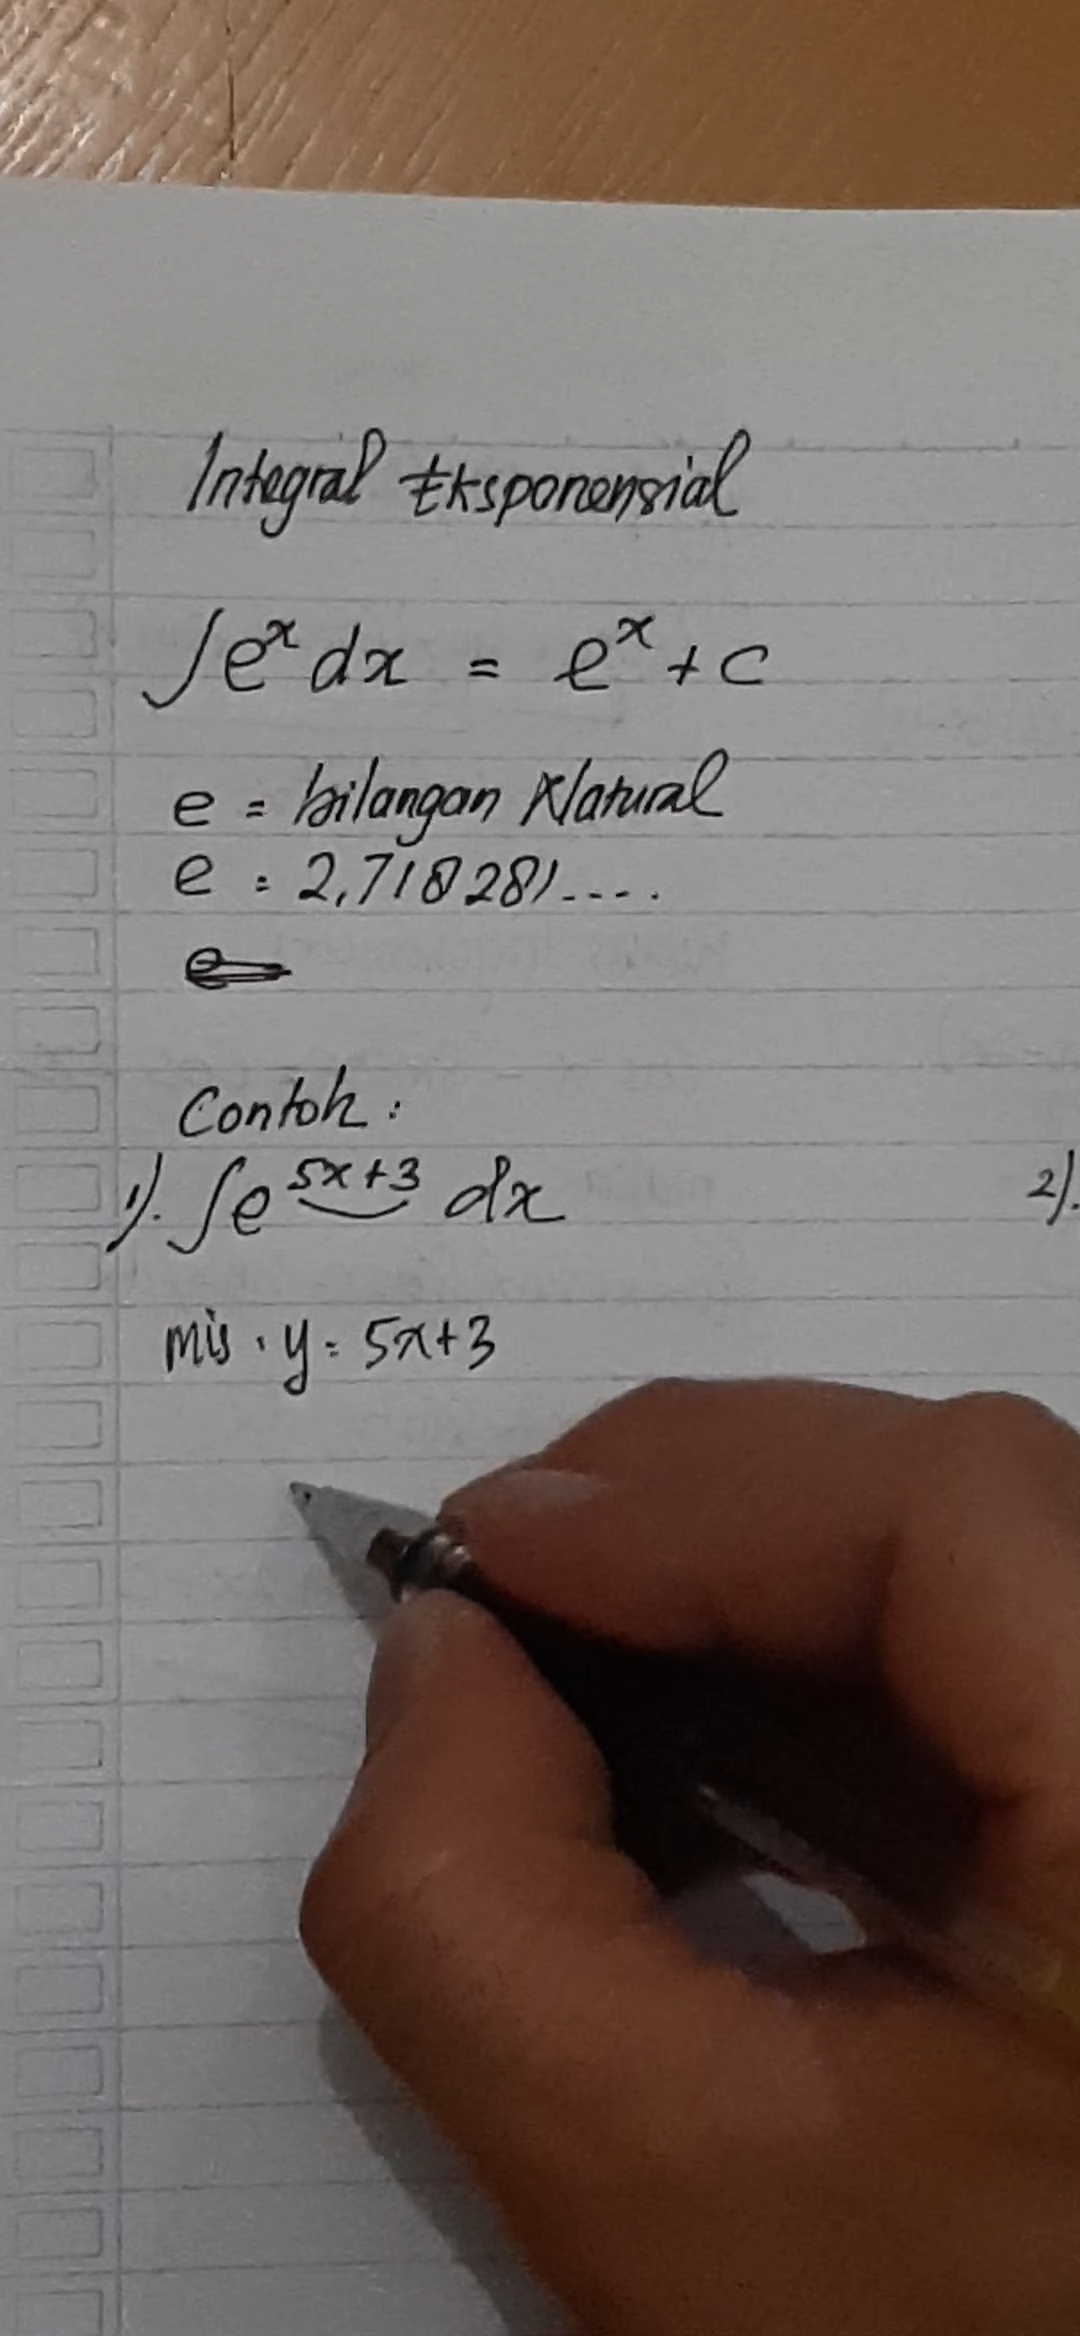 Integral Eksponensial
∫eˣ dx = eˣ + c
e = bilangan Natural
e = 2,718281....
Contoh :
1). ∫e⁵ˣ⁺³ dx 2).
mis : y = 5x+3